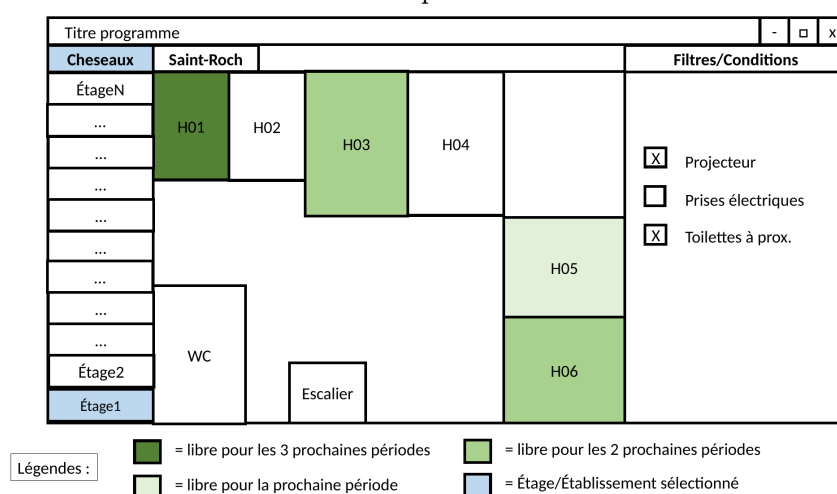 Titre programme
- □ x
Cheseaux Saint-Roch Filtres/Conditions
ÉtageN
...
...
...
...
...
...
...
...
Étage2
Étage1
H01
H02
H03
H04
H05
H06
WC
Escalier
X Projecteur
Prises électriques
X Toilettes à prox.
Légendes :
= libre pour les 3 prochaines périodes
= libre pour les 2 prochaines périodes
= libre pour la prochaine période
= Étage/Établissement sélectionné